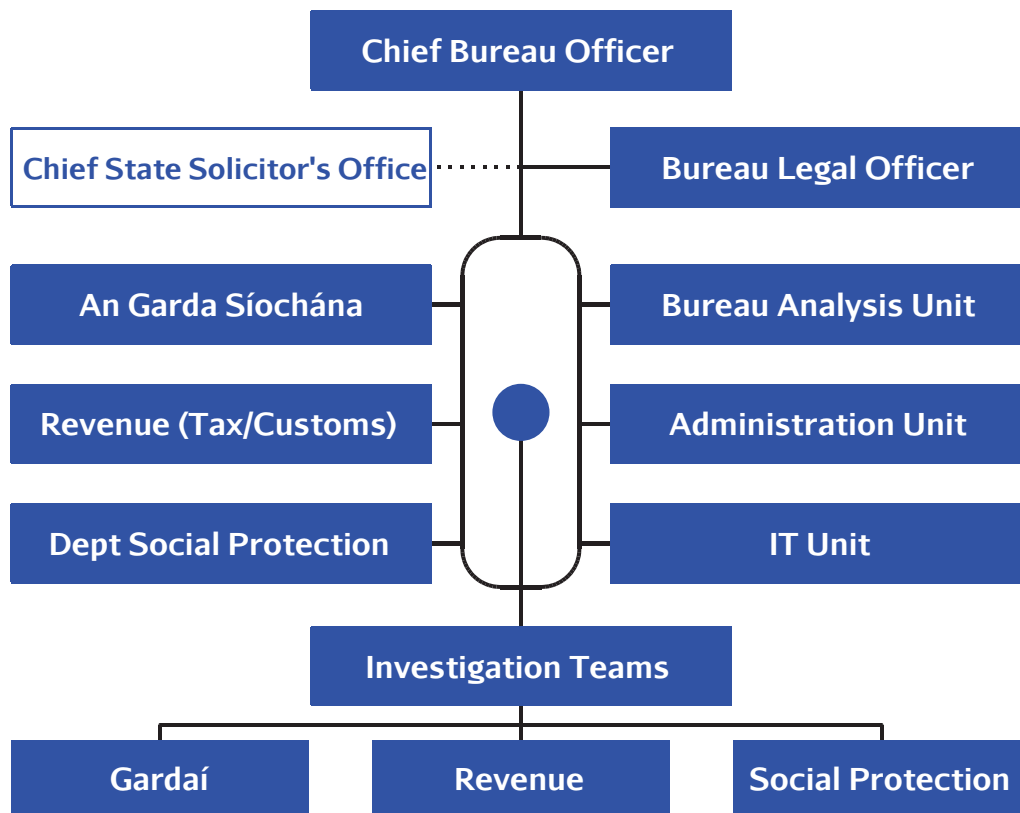 Chief Bureau Officer
Chief State Solicitor's Office
Bureau Legal Officer
An Garda Síochána
Bureau Analysis Unit
Revenue (Tax/Customs)
Administration Unit
Dept Social Protection
IT Unit
Investigation Teams
Gardaí
Revenue
Social Protection